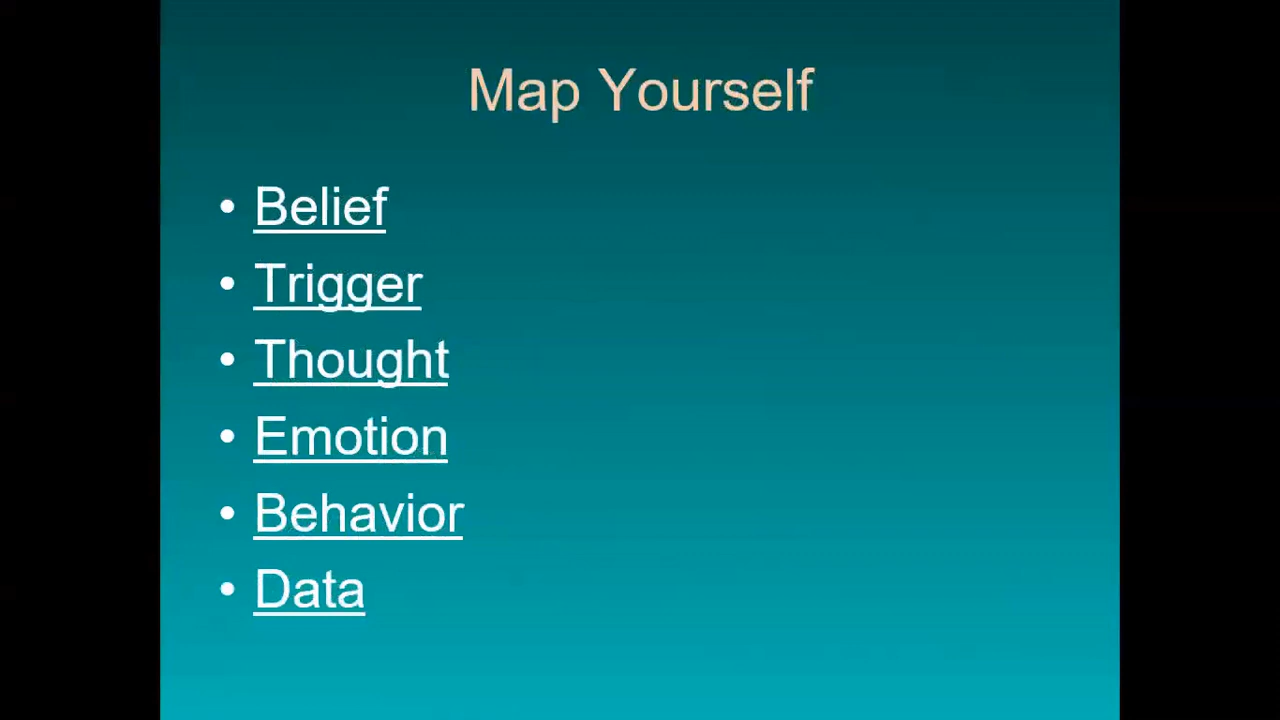 Map Yourself
• Belief
• Trigger
• Thought
• Emotion
• Behavior
• Data